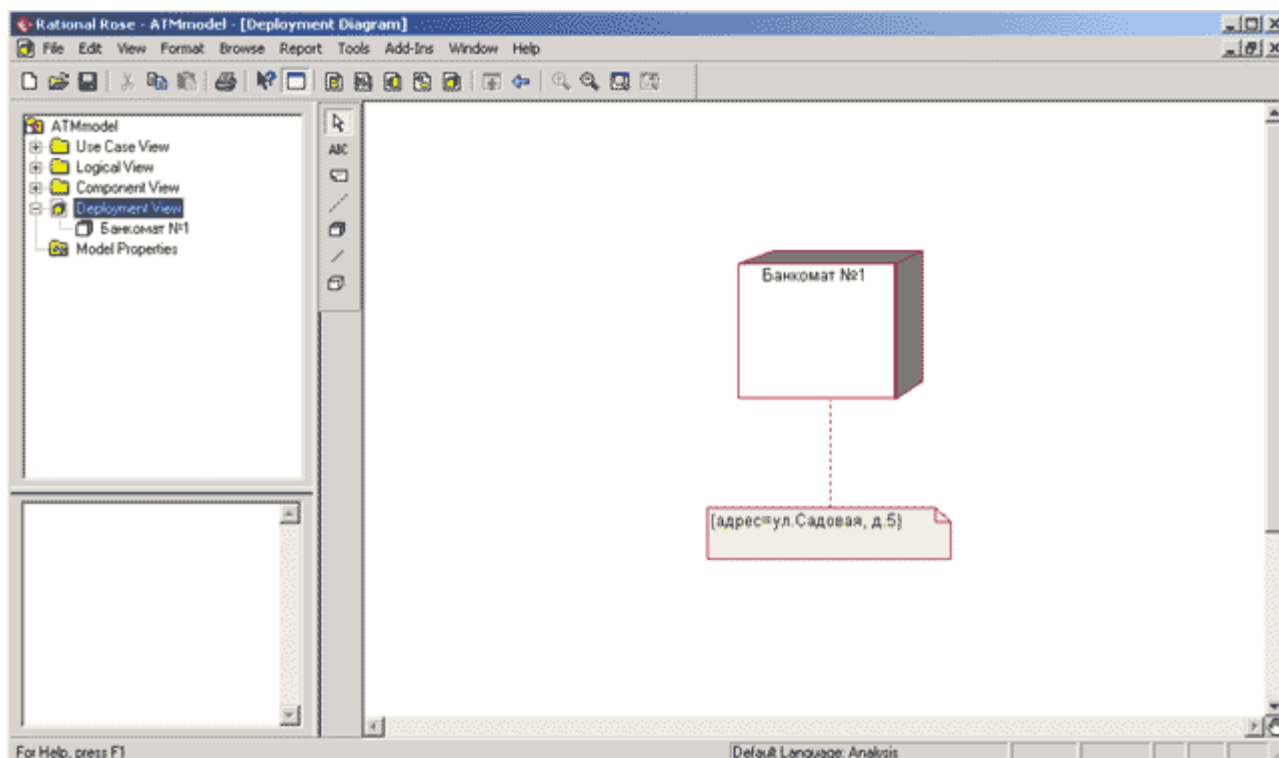 Rational Rose - ATMmodel - [Deployment Diagram]
File Edit View Format Browse Report Tools Add-Ins Window Help
ATMmodel
Use Case View
Logical View
Component View
Deployment View
Банкомат №1
Model Properties
ABC
Банкомат №1
{адрес=ул.Садовая, д.5}
For Help, press F1
Default Language: Analysis